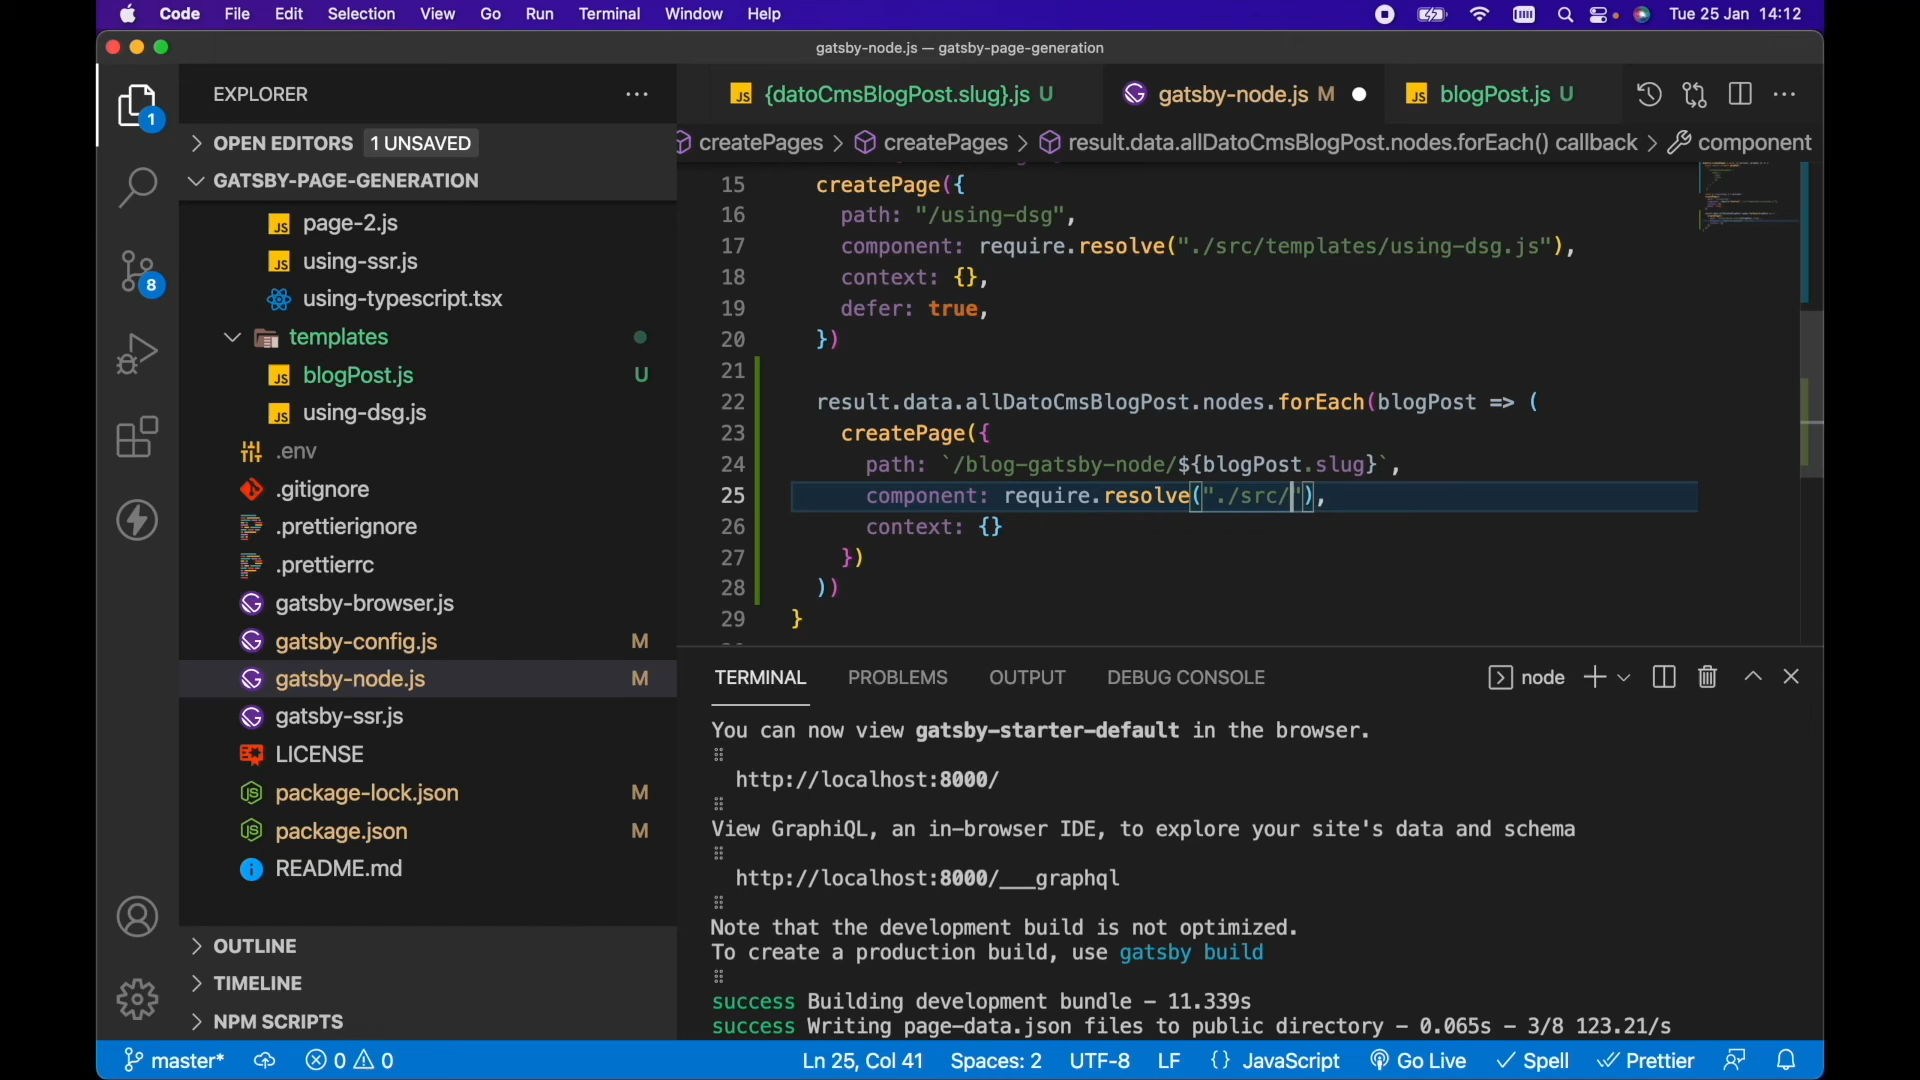 Code File Edit Selection View Go Run Terminal Window Help Tue 25 Jan 14:12
gatsby-node.js — gatsby-page-generation
EXPLORER
1
OPEN EDITORS 1 UNSAVED
GATSBY-PAGE-GENERATION
page-2.js
using-ssr.js
8
using-typescript.tsx
templates
blogPost.js U
using-dsg.js
.env
.gitignore
.prettierignore
.prettierrc
gatsby-browser.js
gatsby-config.js M
gatsby-node.js M
gatsby-ssr.js
LICENSE
package-lock.json M
package.json M
README.md
OUTLINE
TIMELINE
NPM SCRIPTS
{datoCmsBlogPost.slug}.js U gatsby-node.js M blogPost.js U
createPages createPages result.data.allDatoCmsBlogPost.nodes.forEach() callback component
15 createPage({
16 path: "/using-dsg",
17 component: require.resolve("./src/templates/using-dsg.js"),
18 context: {},
19 defer: true,
20 })
21
22 result.data.allDatoCmsBlogPost.nodes.forEach(blogPost => (
23 createPage({
24 path: `/blog-gatsby-node/${blogPost.slug}`,
25 component: require.resolve("./src/"),
26 context: {}
27 })
28 ))
29 }
TERMINAL PROBLEMS OUTPUT DEBUG CONSOLE node
You can now view gatsby-starter-default in the browser.
⠀
http://localhost:8000/
View GraphiQL, an in-browser IDE, to explore your site's data and schema
http://localhost:8000/___graphql
Note that the development build is not optimized.
To create a production build, use gatsby build
success Building development bundle - 11.339s
success Writing page-data.json files to public directory - 0.065s - 3/8 123.21/s
master* 0 0 Ln 25, Col 41 Spaces: 2 UTF-8 LF {} JavaScript Go Live Spell Prettier